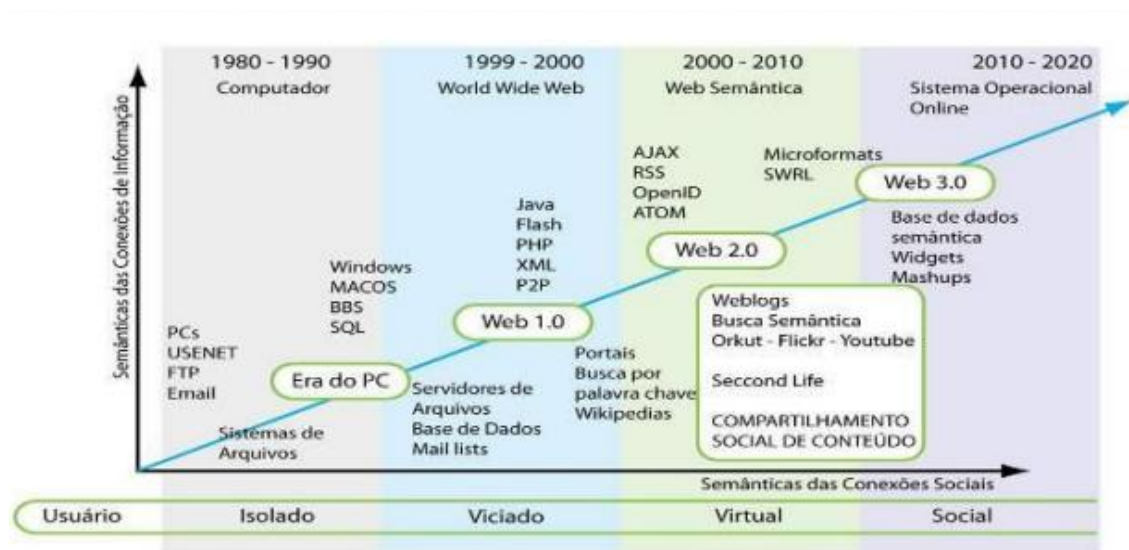 1980 - 1990
Computador
1999 - 2000
World Wide Web
2000 - 2010
Web Semântica
2010 - 2020
Sistema Operacional
Online
Semânticas das Conexões de Informação
PCs
USENET
FTP
Email
Windows
MACOS
BBS
SQL
Era do PC
Sistemas de
Arquivos
Java
Flash
PHP
XML
P2P
Web 1.0
Servidores de
Arquivos
Base de Dados
Mail lists
Portais
Busca por
palavra chave
Wikipedias
AJAX
RSS
OpenID
ATOM
Microformats
SWRL
Web 2.0
Weblogs
Busca Semântica
Orkut - Flickr - Youtube
Seccond Life
COMPARTILHAMENTO
SOCIAL DE CONTEÚDO
Web 3.0
Base de dados
semântica
Widgets
Mashups
Semânticas das Conexões Sociais
Usuário
Isolado
Viciado
Virtual
Social